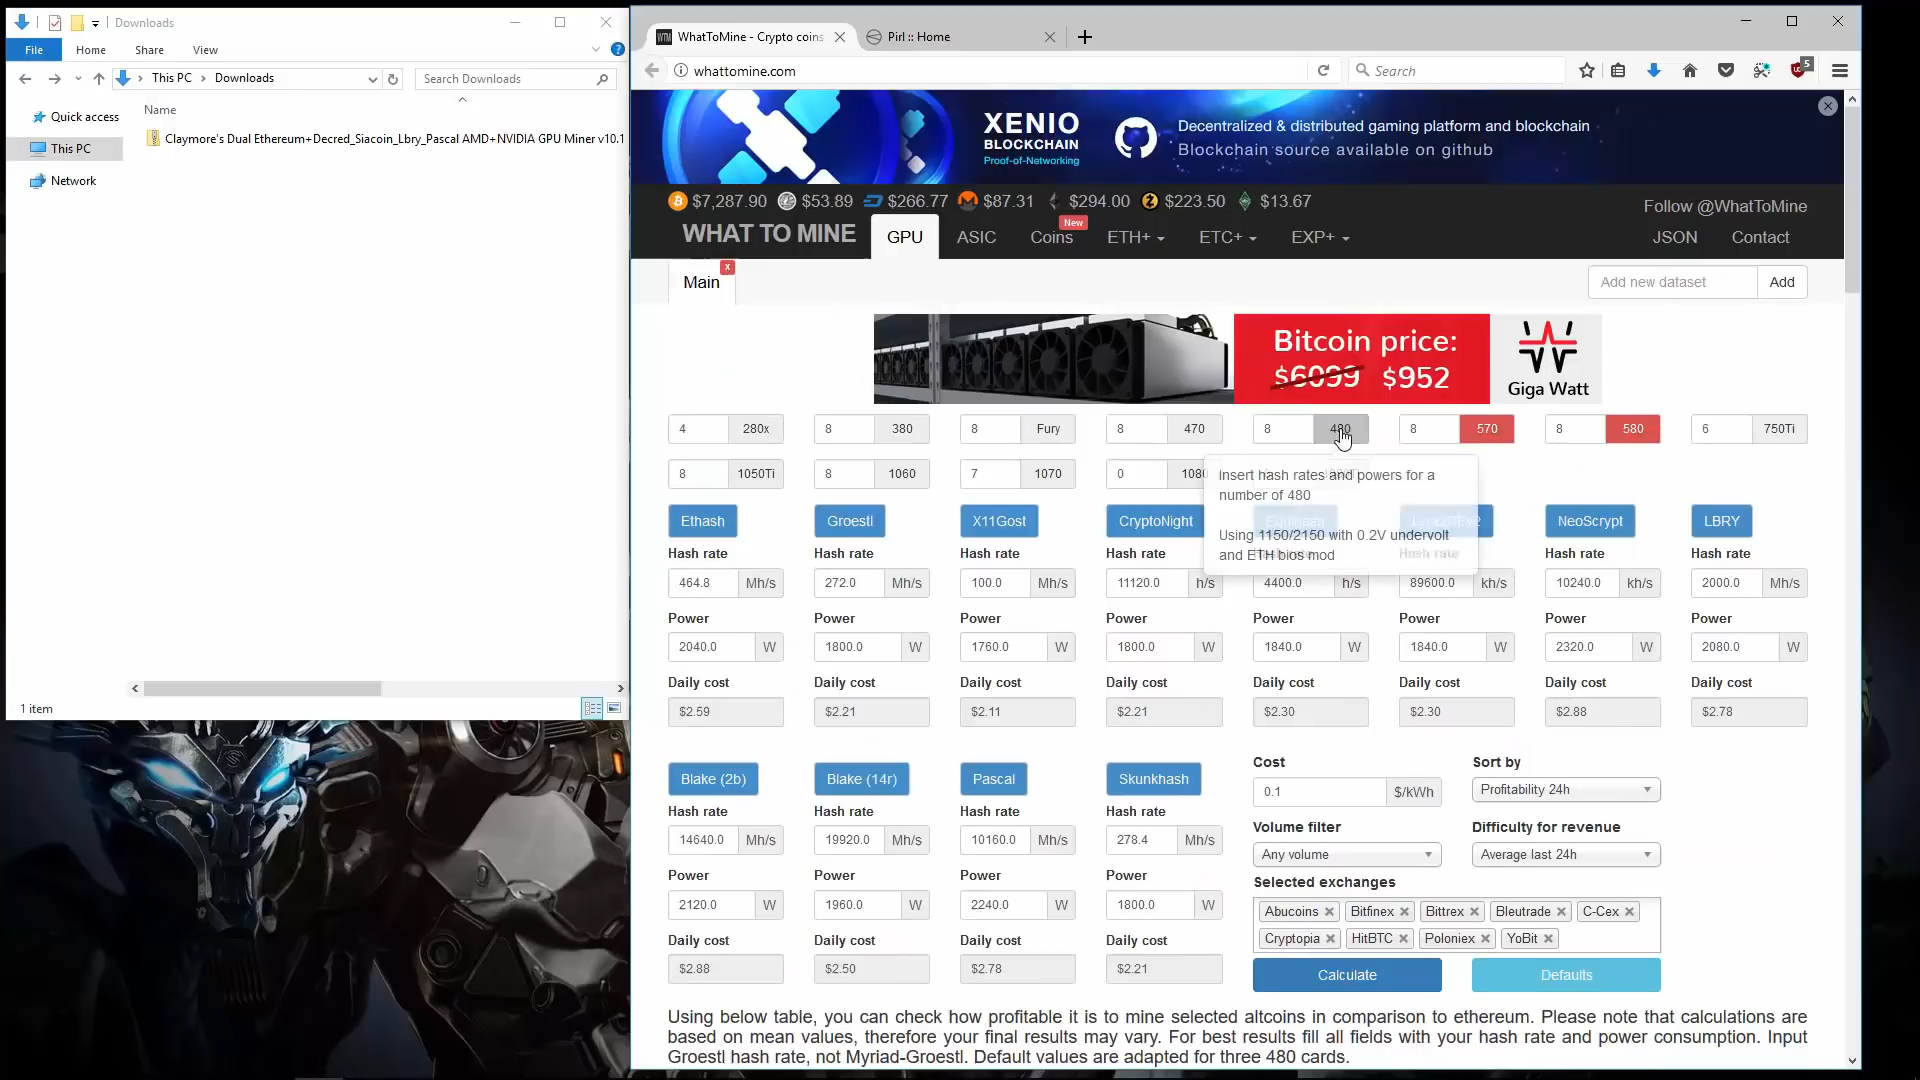 Downloads
File Home Share View
This PC Downloads
Search Downloads
Name
Quick access
Claymore's Dual Ethereum+Decred_Siacoin_Lbry_Pascal AMD+NVIDIA GPU Miner v10.1
This PC
Network
1 item
WhatToMine - Crypto coins
Pirl :: Home
whattomine.com
Search
5
XENIO
BLOCKCHAIN
Proof-of-Networking
Decentralized & distributed gaming platform and blockchain
Blockchain source available on github
$7,287.90 $53.89 $266.77 $87.31 $294.00 $223.50 $13.67
Follow @WhatToMine
WHAT TO MINE GPU ASIC Coins New ETH+ ETC+ EXP+ JSON Contact
Main x
Add new dataset Add
Bitcoin price:
$6099 $952
Giga Watt
4 280x 8 380 8 Fury 8 470 8 480 8 570 8 580 6 750Ti
8 1050Ti 8 1060 7 1070 0 1080
Insert hash rates and powers for a
number of 480
Using 1150/2150 with 0.2V undervolt
and ETH bios mod
Ethash Groestl X11Gost CryptoNight NeoScrypt LBRY
Hash rate Hash rate Hash rate Hash rate Hash rate Hash rate Hash rate Hash rate
464.8 Mh/s 272.0 Mh/s 100.0 Mh/s 11120.0 h/s 4400.0 h/s 89600.0 kh/s 10240.0 kh/s 2000.0 Mh/s
Power Power Power Power Power Power Power Power
2040.0 W 1800.0 W 1760.0 W 1800.0 W 1840.0 W 1840.0 W 2320.0 W 2080.0 W
Daily cost Daily cost Daily cost Daily cost Daily cost Daily cost Daily cost Daily cost
$2.59 $2.21 $2.11 $2.21 $2.30 $2.30 $2.88 $2.78
Blake (2b) Blake (14r) Pascal Skunkhash
Hash rate Hash rate Hash rate Hash rate
14640.0 Mh/s 19920.0 Mh/s 10160.0 Mh/s 278.4 Mh/s
Power Power Power Power
2120.0 W 1960.0 W 2240.0 W 1800.0 W
Daily cost Daily cost Daily cost Daily cost
$2.88 $2.50 $2.78 $2.21
Cost Sort by
0.1 $/kWh Profitability 24h
Volume filter Difficulty for revenue
Any volume Average last 24h
Selected exchanges
Abucoins Bitfinex Bittrex Bleutrade C-Cex
Cryptopia HitBTC Poloniex YoBit
Calculate Defaults
Using below table, you can check how profitable it is to mine selected altcoins in comparison to ethereum. Please note that calculations are
based on mean values, therefore your final results may vary. For best results fill all fields with your hash rate and power consumption. Input
Groestl hash rate, not Myriad-Groestl. Default values are adapted for three 480 cards.